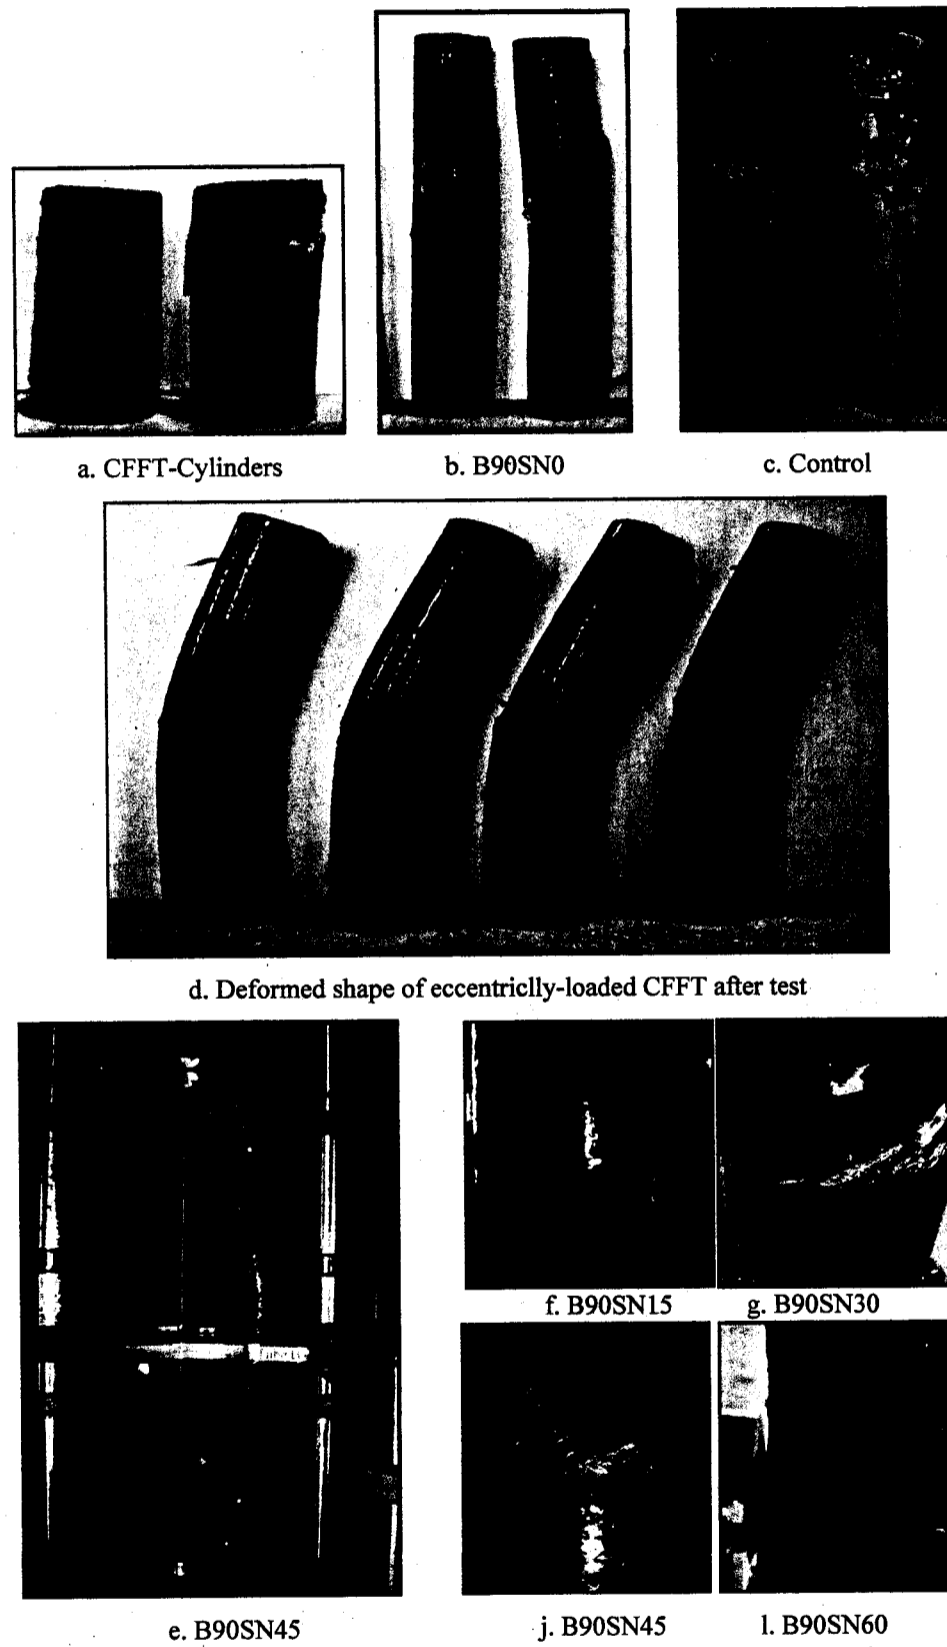 a. CFFT-Cylinders
b. B90SN0
c. Control
d. Deformed shape of eccentriclly-loaded CFFT after test
f. B90SN15
g. B90SN30
e. B90SN45
j. B90SN45
l. B90SN60